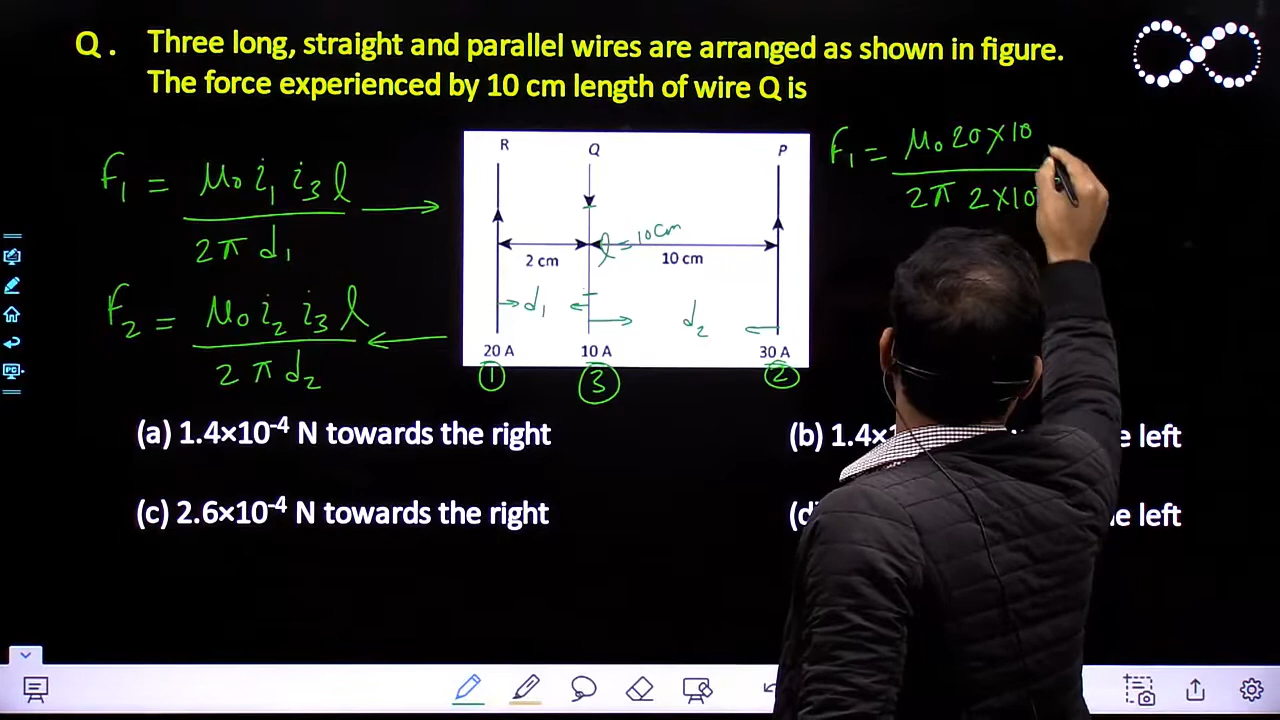 Q . Three long, straight and parallel wires are arranged as shown in figure.
The force experienced by 10 cm length of wire Q is
F₁ = μ₀ i₁ i₃ l / 2π d₁
F₂ = μ₀ i₂ i₃ l / 2π d₂
R Q P
l = 10cm
2 cm 10 cm
d₁ d₂
20 A 10 A 30 A
1 3 2
F₁ = μ₀ 20 × 10 / 2π 2 × 10
(a) 1.4×10⁻⁴ N towards the right
(b) 1.4× left
(c) 2.6×10⁻⁴ N towards the right
(d) left
PC